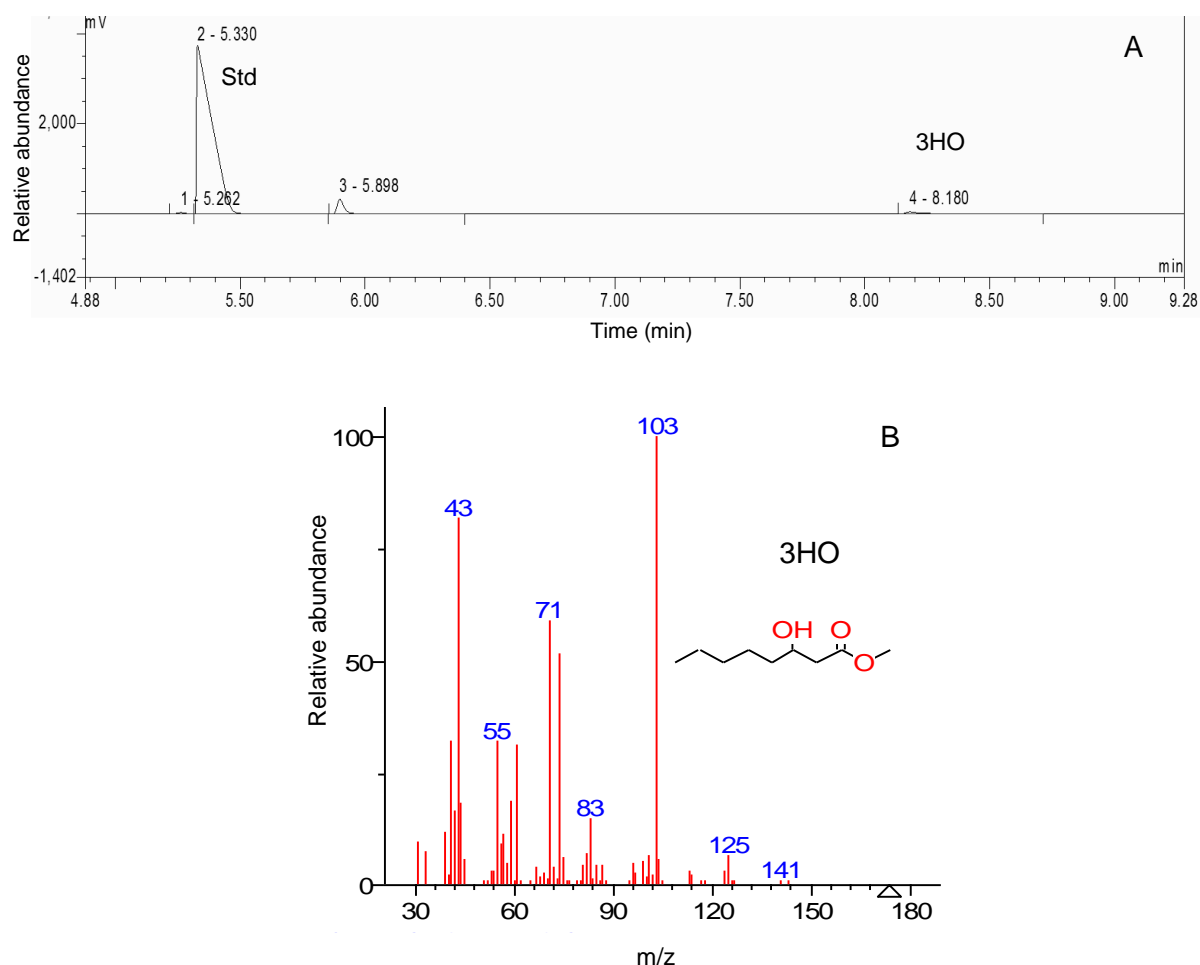 mV
2 - 5.330
A
Std
Relative abundance
2,000
3HO
1 - 5.262
3 - 5.898
4 - 8.180
-1,402
min
4.88 5.50 6.00 6.50 7.00 7.50 8.00 8.50 9.00 9.28
Time (min)
103
B
100
43
3HO
Relative abundance
71
OH O
O
50
55
83
125
141
0
30 60 90 120 150 180
m/z